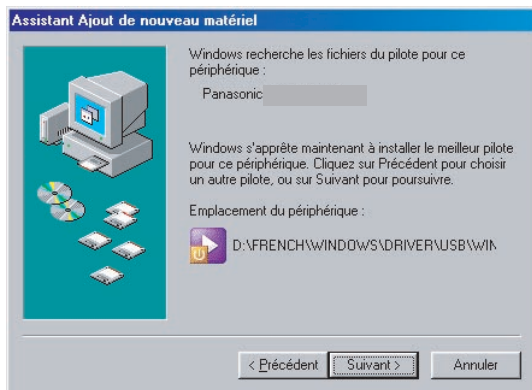 Assistant Ajout de nouveau matériel
Windows recherche les fichiers du pilote pour ce
périphérique :
Panasonic
Windows s'apprête maintenant à installer le meilleur pilote
pour ce périphérique. Cliquez sur Précédent pour choisir
un autre pilote, ou sur Suivant pour poursuivre.
Emplacement du périphérique :
D:\FRENCH\WINDOWS\DRIVER\USB\WIN
< Précédent
Suivant >
Annuler